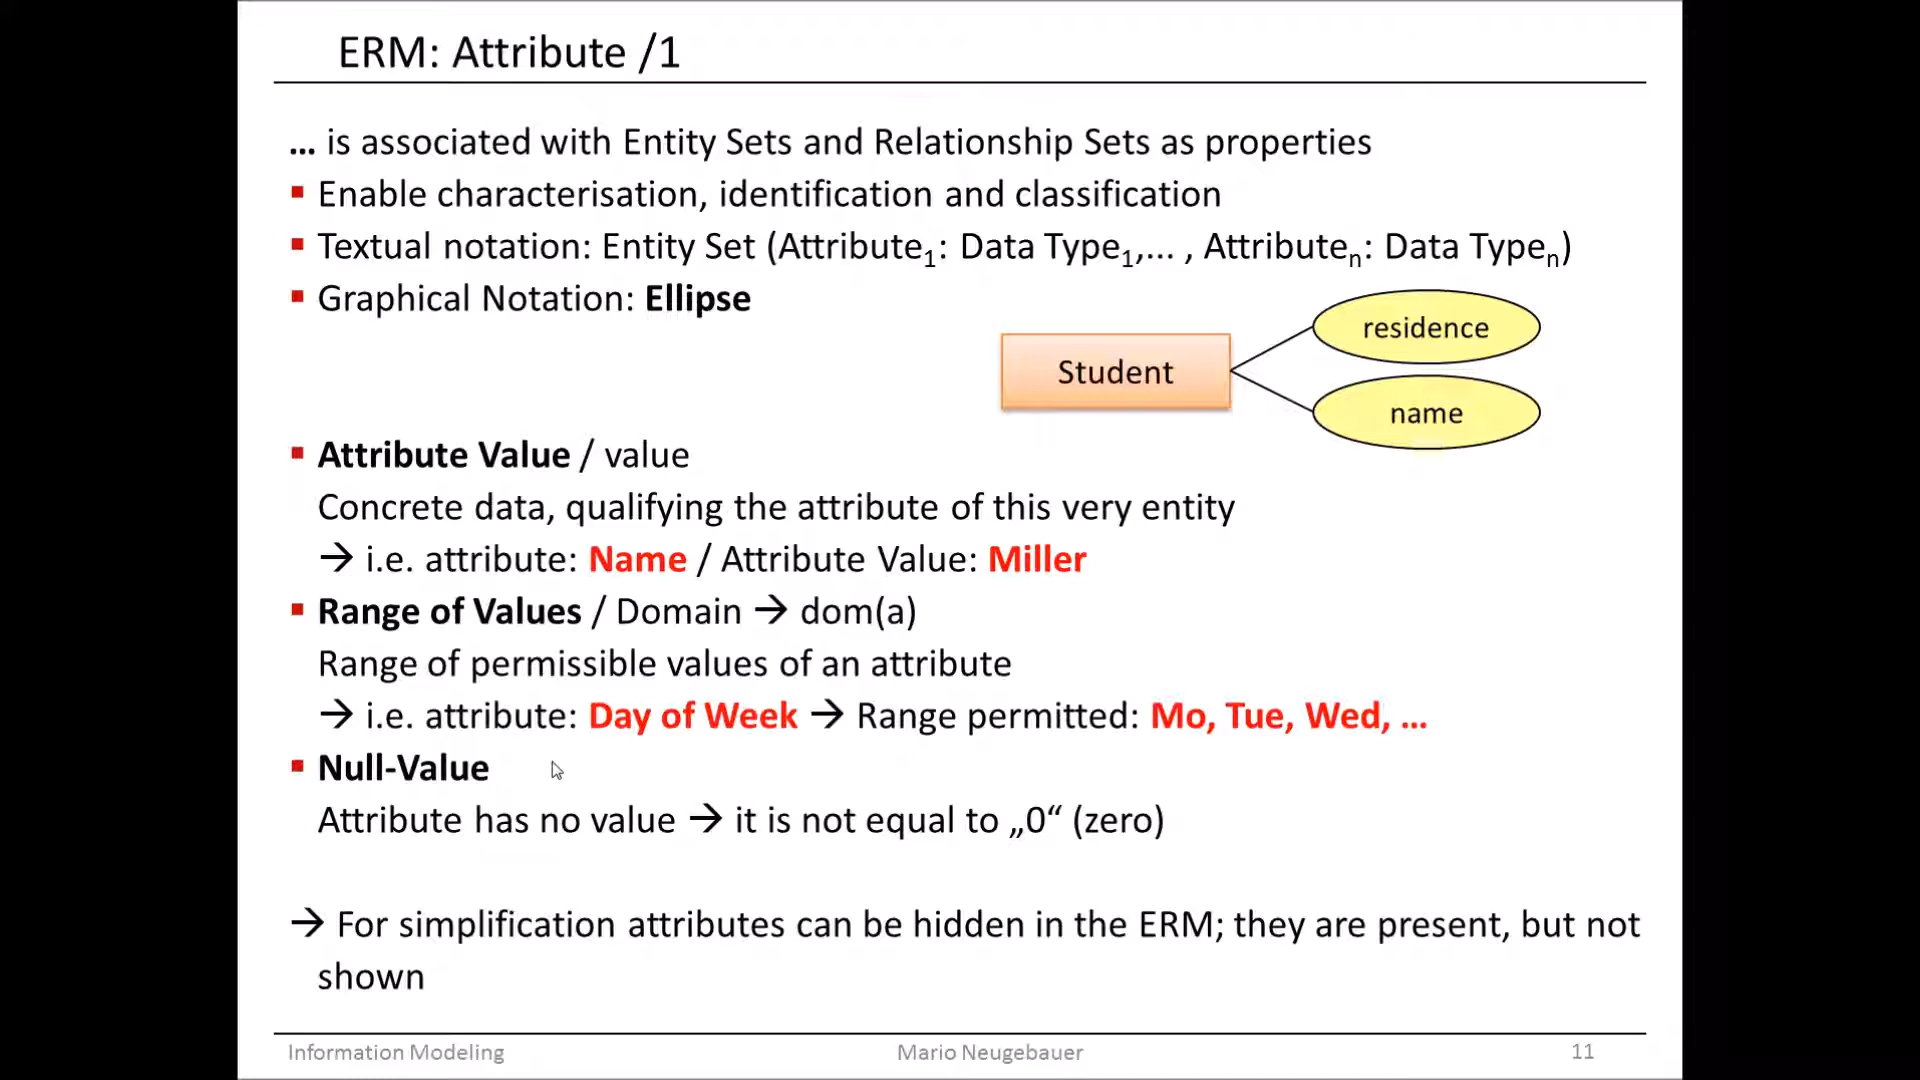 ERM: Attribute /1
... is associated with Entity Sets and Relationship Sets as properties
▪ Enable characterisation, identification and classification
▪ Textual notation: Entity Set (Attribute₁: Data Type₁,... , Attributeₙ: Data Typeₙ)
▪ Graphical Notation: Ellipse
residence
Student
name
▪ Attribute Value / value
Concrete data, qualifying the attribute of this very entity
→ i.e. attribute: Name / Attribute Value: Miller
▪ Range of Values / Domain → dom(a)
Range of permissible values of an attribute
→ i.e. attribute: Day of Week → Range permitted: Mo, Tue, Wed, ...
▪ Null-Value
Attribute has no value → it is not equal to „0“ (zero)
→ For simplification attributes can be hidden in the ERM; they are present, but not
shown
Information Modeling
Mario Neugebauer
11